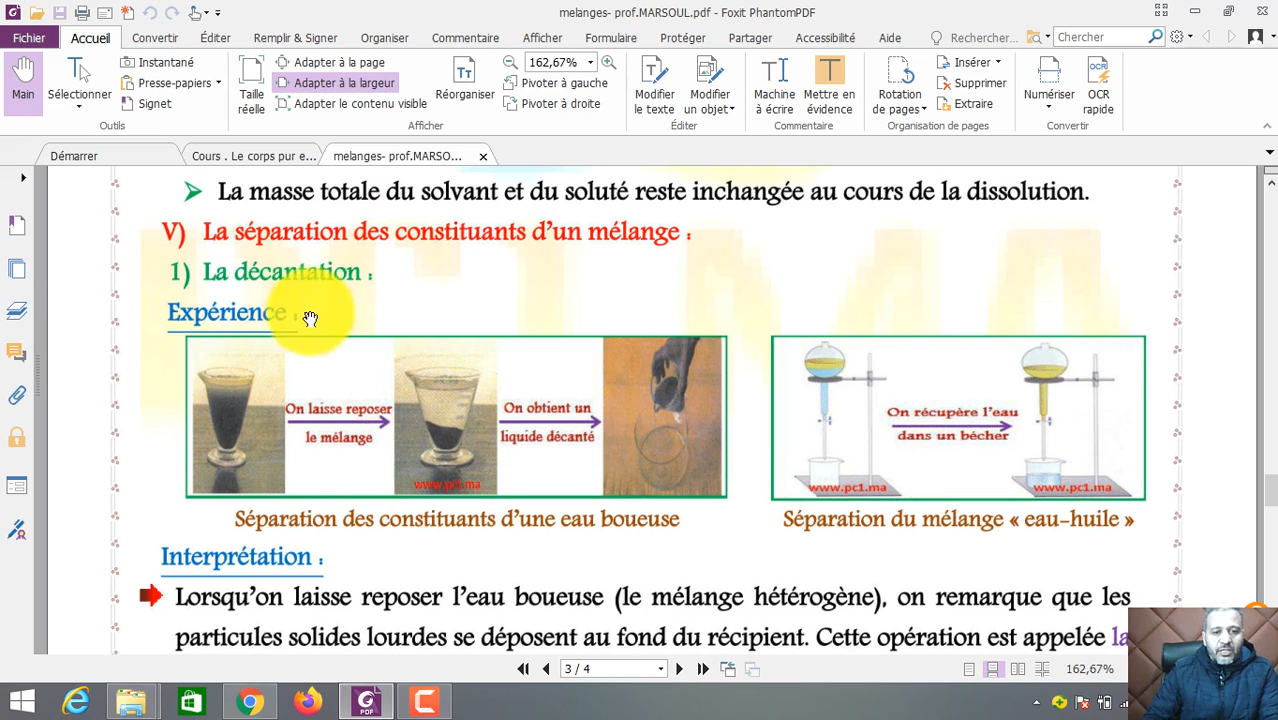 melanges- prof.MARSOUL.pdf - Foxit PhantomPDF
Fichier Accueil Convertir Éditer Remplir & Signer Organiser Commentaire Afficher Formulaire Protéger Partager Accessibilité Aide Rechercher... Chercher
Main
Sélectionner
Instantané
Presse-papiers
Signet
Outils
Taille réelle
Adapter à la page
Adapter à la largeur
Adapter le contenu visible
Réorganiser
162,67%
Pivoter à gauche
Pivoter à droite
Afficher
Modifier le texte
Modifier un objet
Éditer
Machine à écrire
Mettre en évidence
Commentaire
Rotation de pages
Insérer
Supprimer
Extraire
Organisation de pages
Numériser
OCR rapide
Convertir
Démarrer Cours . Le corps pur e... melanges- prof.MARSO...
La masse totale du solvant et du soluté reste inchangée au cours de la dissolution.
V) La séparation des constituants d'un mélange :
1) La décantation :
Expérience :
On laisse reposer
le mélange
On obtient un
liquide décanté
www.pc1.ma
On récupère l'eau
dans un bécher
www.pc1.ma www.pc1.ma
Séparation des constituants d'une eau boueuse
Séparation du mélange « eau-huile »
Interprétation :
Lorsqu'on laisse reposer l'eau boueuse (le mélange hétérogène), on remarque que les
particules solides lourdes se déposent au fond du récipient. Cette opération est appelée la
3 / 4 162,67%
PDF